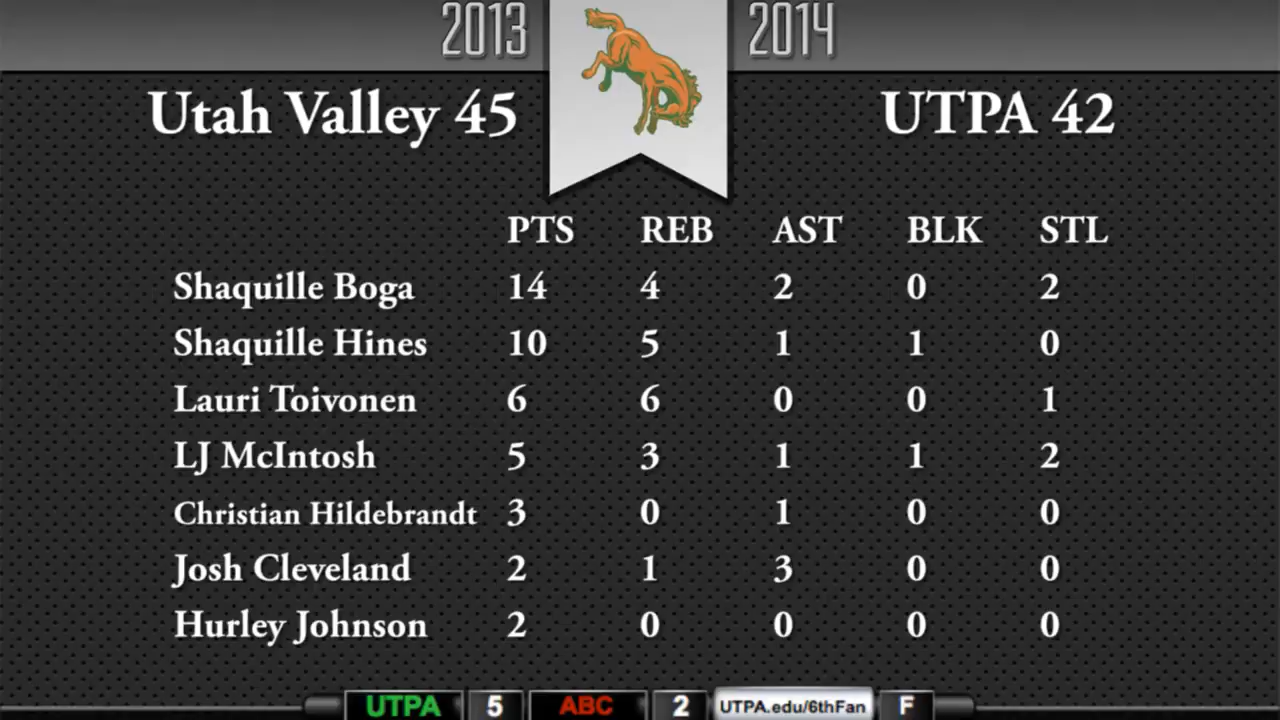 2013 2014
Utah Valley 45 UTPA 42
PTS REB AST BLK STL
Shaquille Boga 14 4 2 0 2
Shaquille Hines 10 5 1 1 0
Lauri Toivonen 6 6 0 0 1
LJ McIntosh 5 3 1 1 2
Christian Hildebrandt 3 0 1 0 0
Josh Cleveland 2 1 3 0 0
Hurley Johnson 2 0 0 0 0
UTPA 5 ABC 2 UTPA.edu/6thFan F